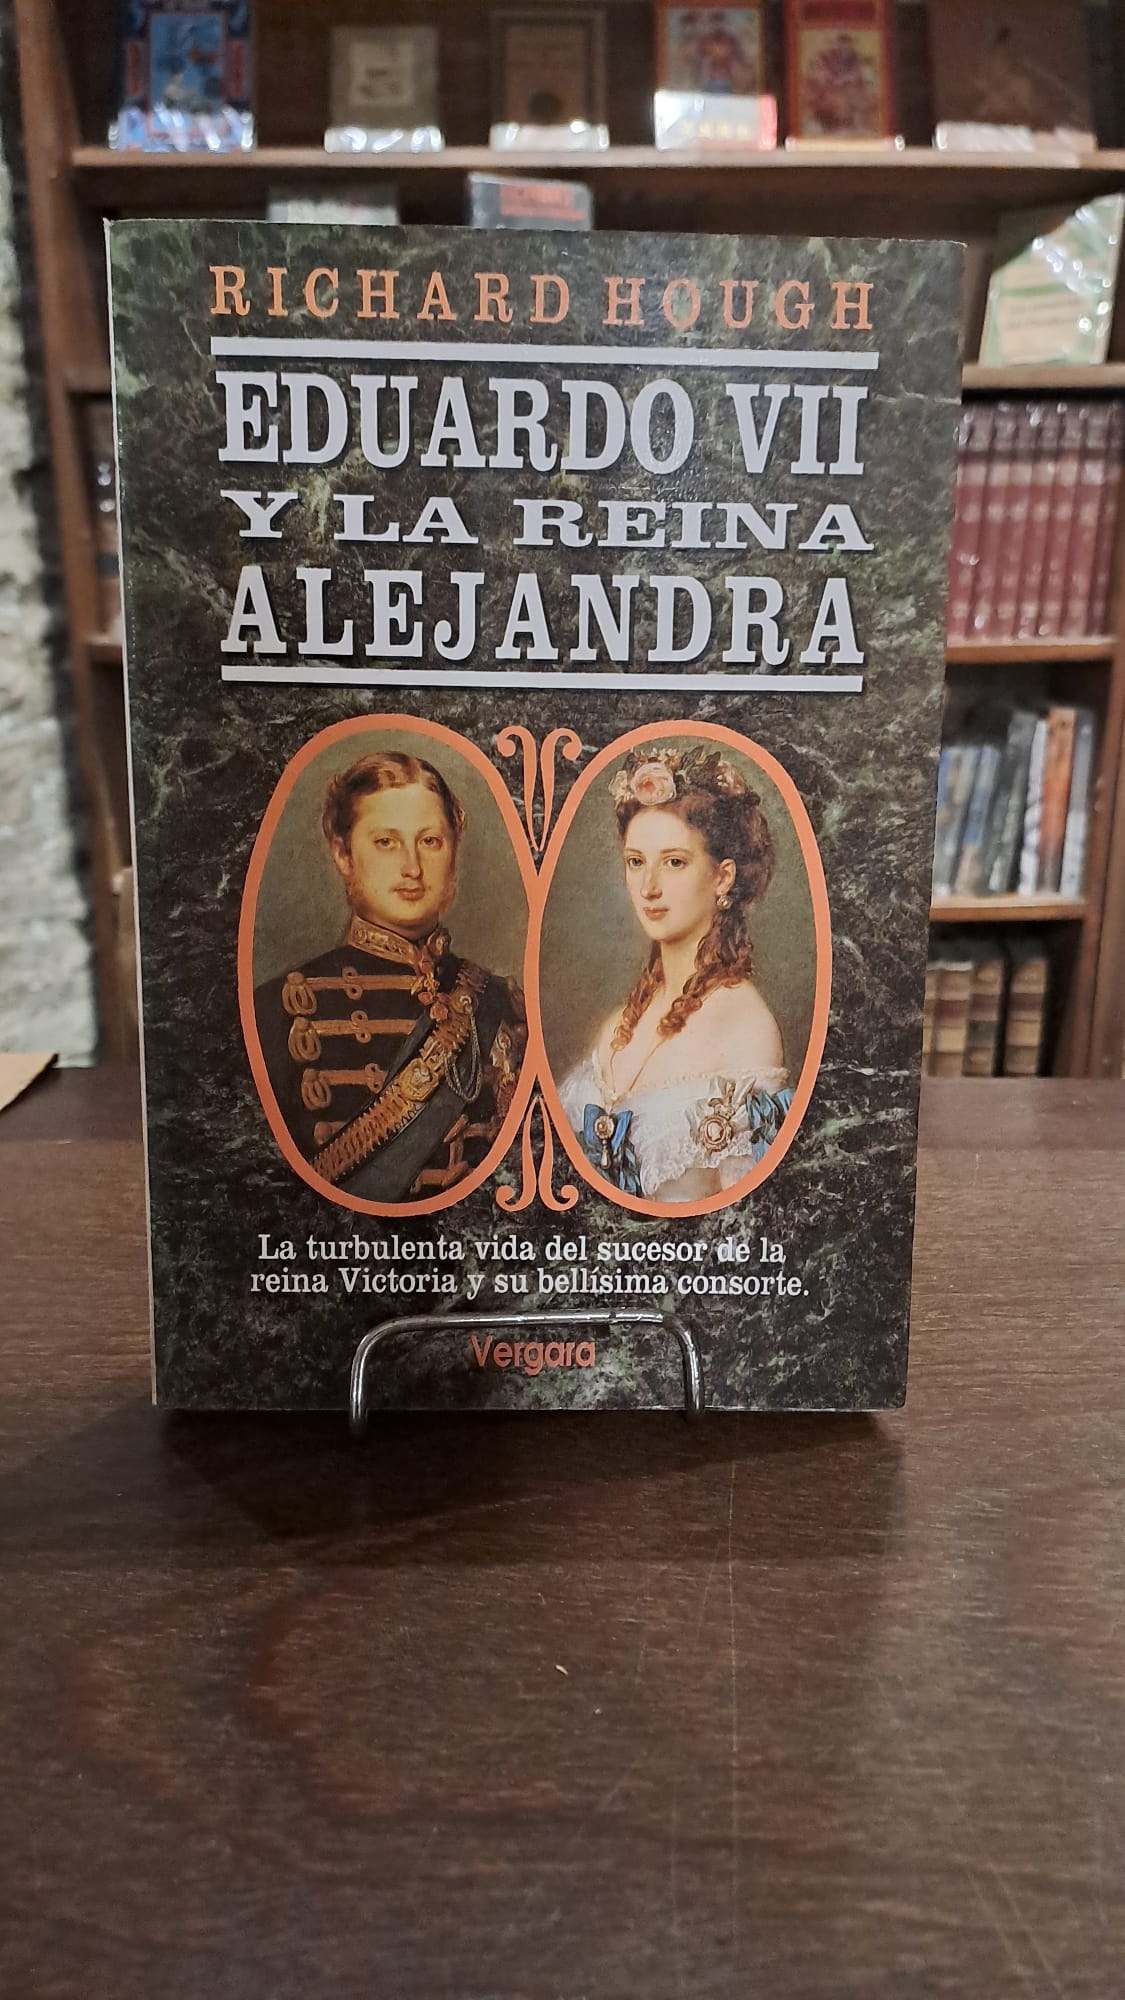 RICHARD HOUGH
EDUARDO VII
Y LA REINA
ALEJANDRA
La turbulenta vida del sucesor de la
reina Victoria y su bellísima consorte.
Vergara